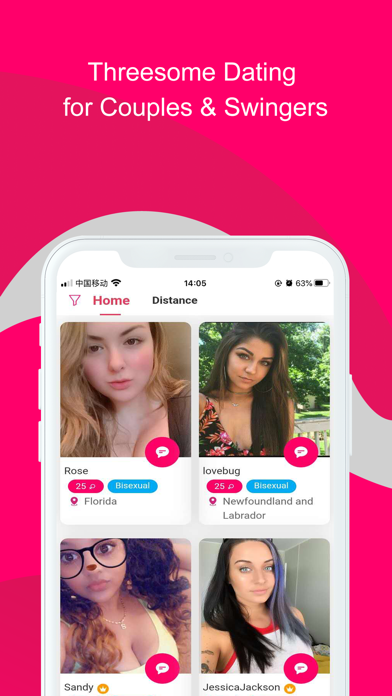 Threesome Dating
for Couples & Swingers
中国移动 14:05 63%
Home Distance
Rose
25
Bisexual
Florida
lovebug
25
Bisexual
Newfoundland and
Labrador
Sandy
JessicaJackson